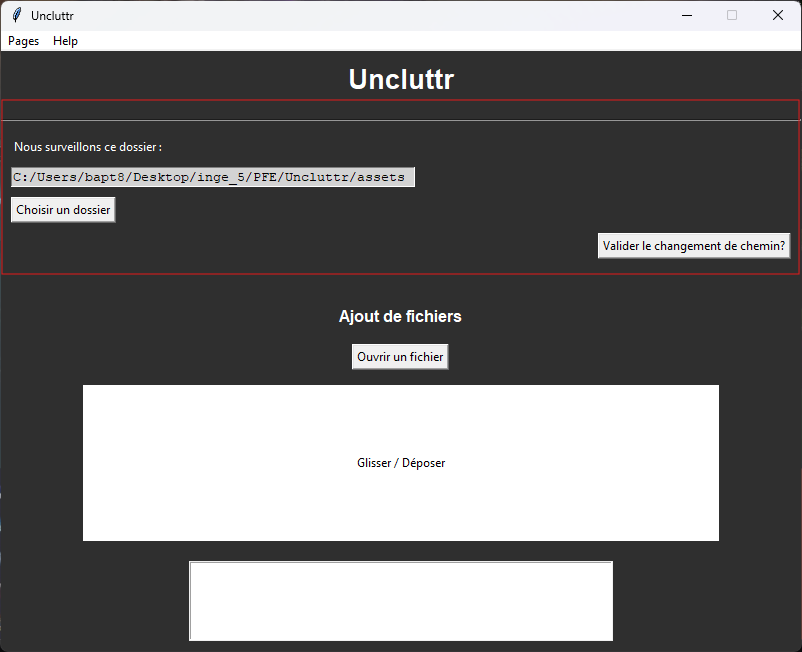 Uncluttr
Pages Help
Uncluttr
Nous surveillons ce dossier :
C:/Users/bapt8/Desktop/inge_5/PFE/Uncluttr/assets
Choisir un dossier
Valider le changement de chemin?
Ajout de fichiers
Ouvrir un fichier
Glisser / Déposer